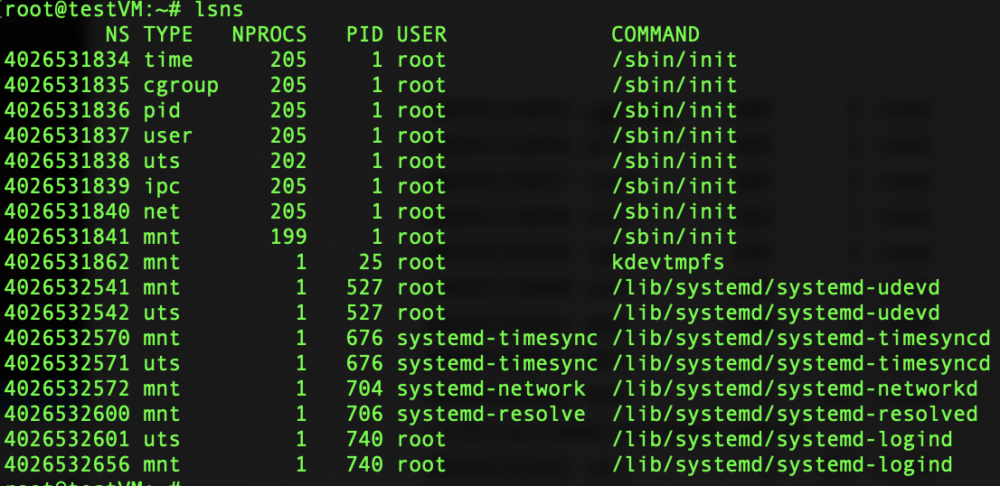 root@testVM:~# lsns
        NS TYPE   NPROCS   PID USER             COMMAND
4026531834 time      205     1 root             /sbin/init
4026531835 cgroup    205     1 root             /sbin/init
4026531836 pid       205     1 root             /sbin/init
4026531837 user      205     1 root             /sbin/init
4026531838 uts       202     1 root             /sbin/init
4026531839 ipc       205     1 root             /sbin/init
4026531840 net       205     1 root             /sbin/init
4026531841 mnt       199     1 root             /sbin/init
4026531862 mnt         1    25 root             kdevtmpfs
4026532541 mnt         1   527 root             /lib/systemd/systemd-udevd
4026532542 uts         1   527 root             /lib/systemd/systemd-udevd
4026532570 mnt         1   676 systemd-timesync /lib/systemd/systemd-timesyncd
4026532571 uts         1   676 systemd-timesync /lib/systemd/systemd-timesyncd
4026532572 mnt         1   704 systemd-network  /lib/systemd/systemd-networkd
4026532600 mnt         1   706 systemd-resolve  /lib/systemd/systemd-resolved
4026532601 uts         1   740 root             /lib/systemd/systemd-logind
4026532656 mnt         1   740 root             /lib/systemd/systemd-logind
root@testVM:~#